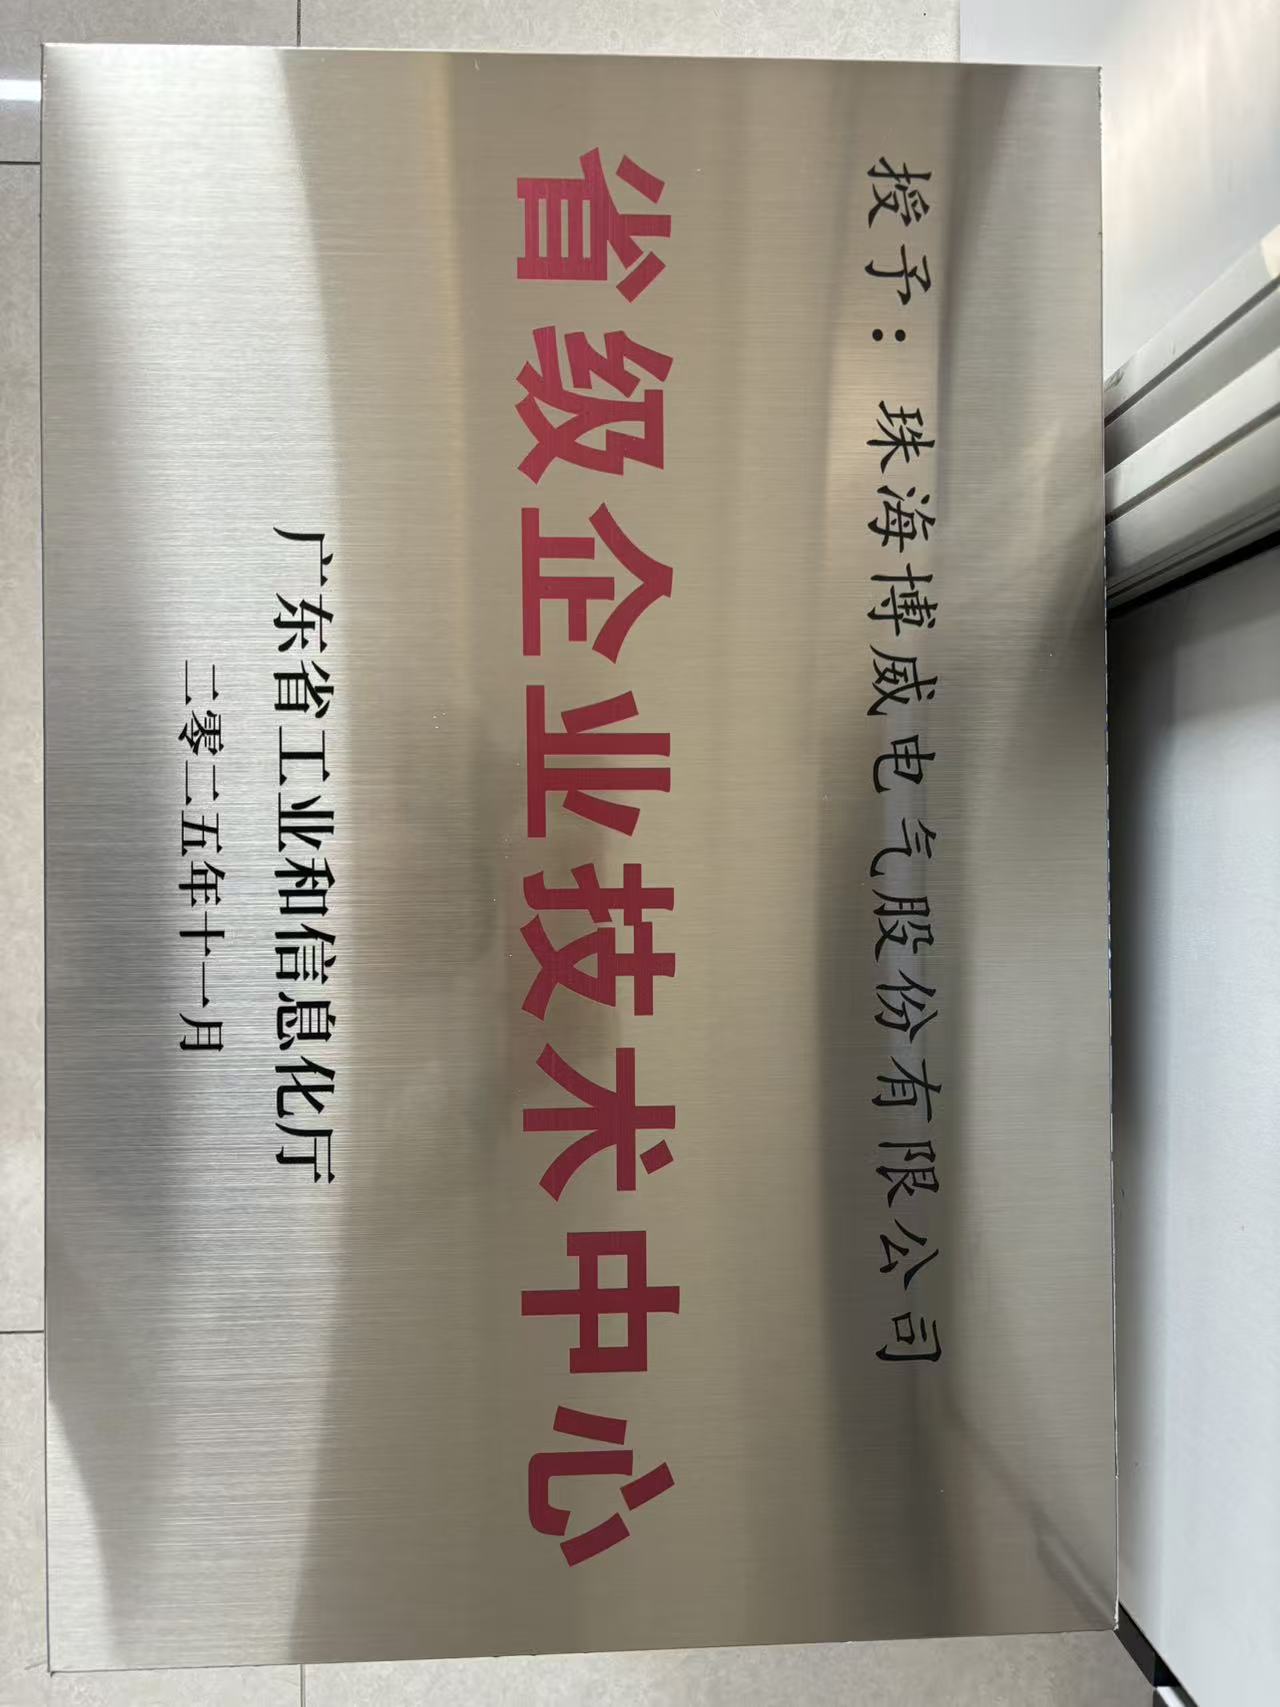 授予：珠海博威电气股份有限公司
省级企业技术中心
广东省工业和信息化厅
二零二五年十一月